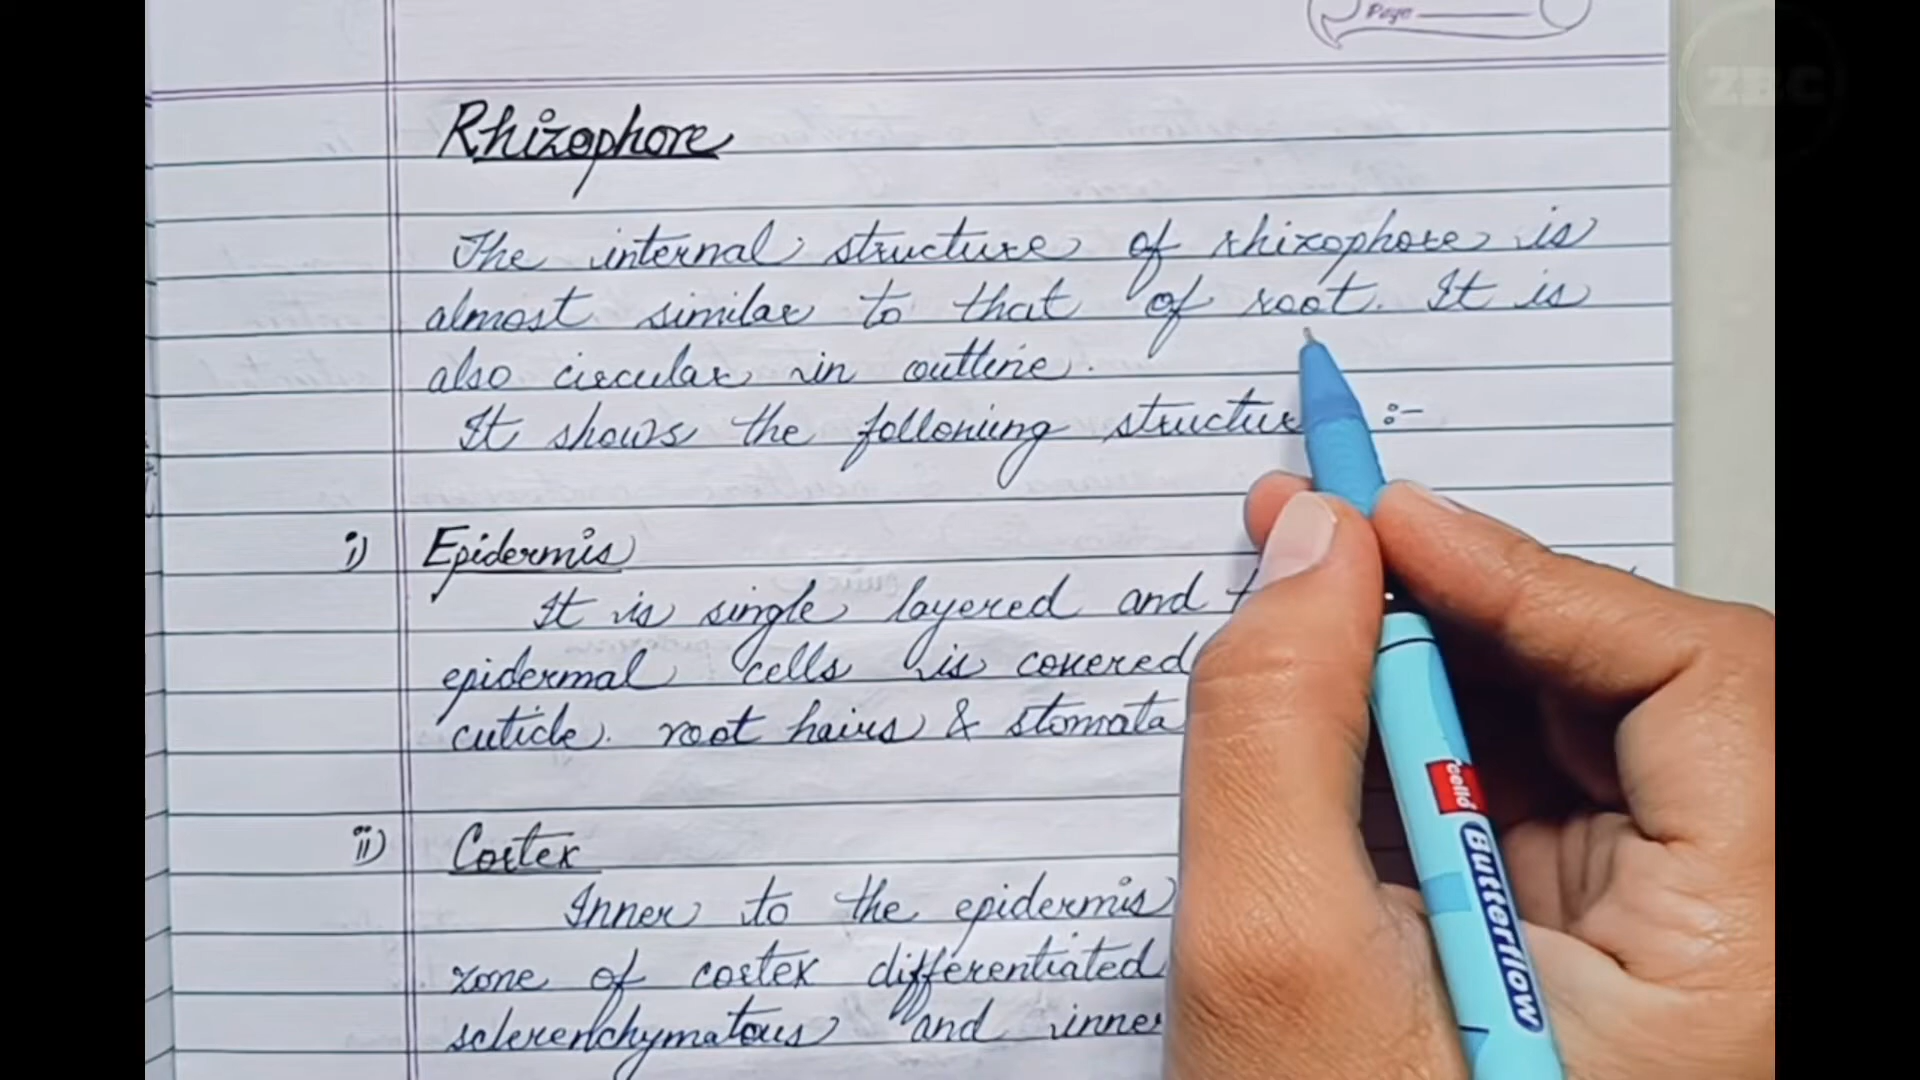 Page
ZBC
Rhizophore
The internal structure of rhizophore is
almost similar to that of root. It is
also circular in outline.
It shows the following :-
i) Epidermis
It is single layered and
epidermal cells is covered
cuticle. root hairs & stomata
ii) Cortex
Inner to the epidermis
zone of cortex differentiated
sclerenchymatous and
cello
Butterflow